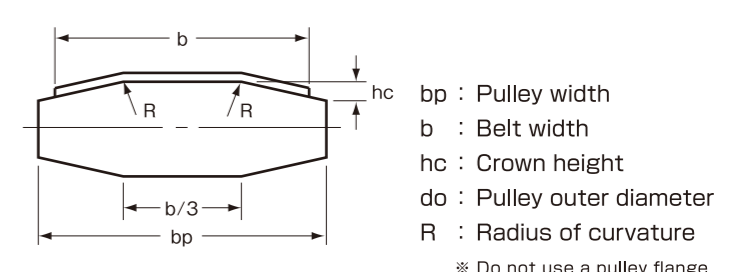 b
hc
R
R
b/3
bp
bp : Pulley width
b : Belt width
hc : Crown height
do : Pulley outer diameter
R : Radius of curvature
※ Do not use a pulley flange